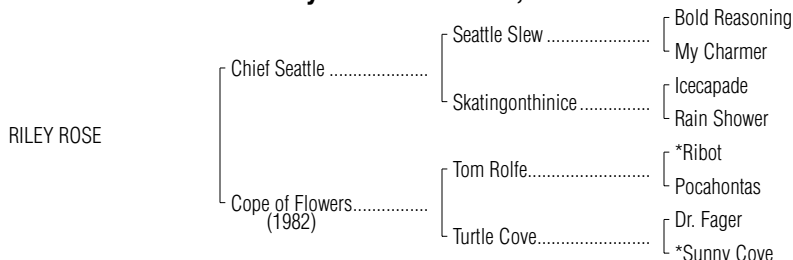 Seattle Slew ..................... Bold Reasoning
My Charmer
Chief Seattle .....................
Skatingonthinice............... Icecapade
Rain Shower
RILEY ROSE
Tom Rolfe.......................... *Ribot
Pocahontas
Cope of Flowers................
(1982)
Turtle Cove........................ Dr. Fager
*Sunny Cove